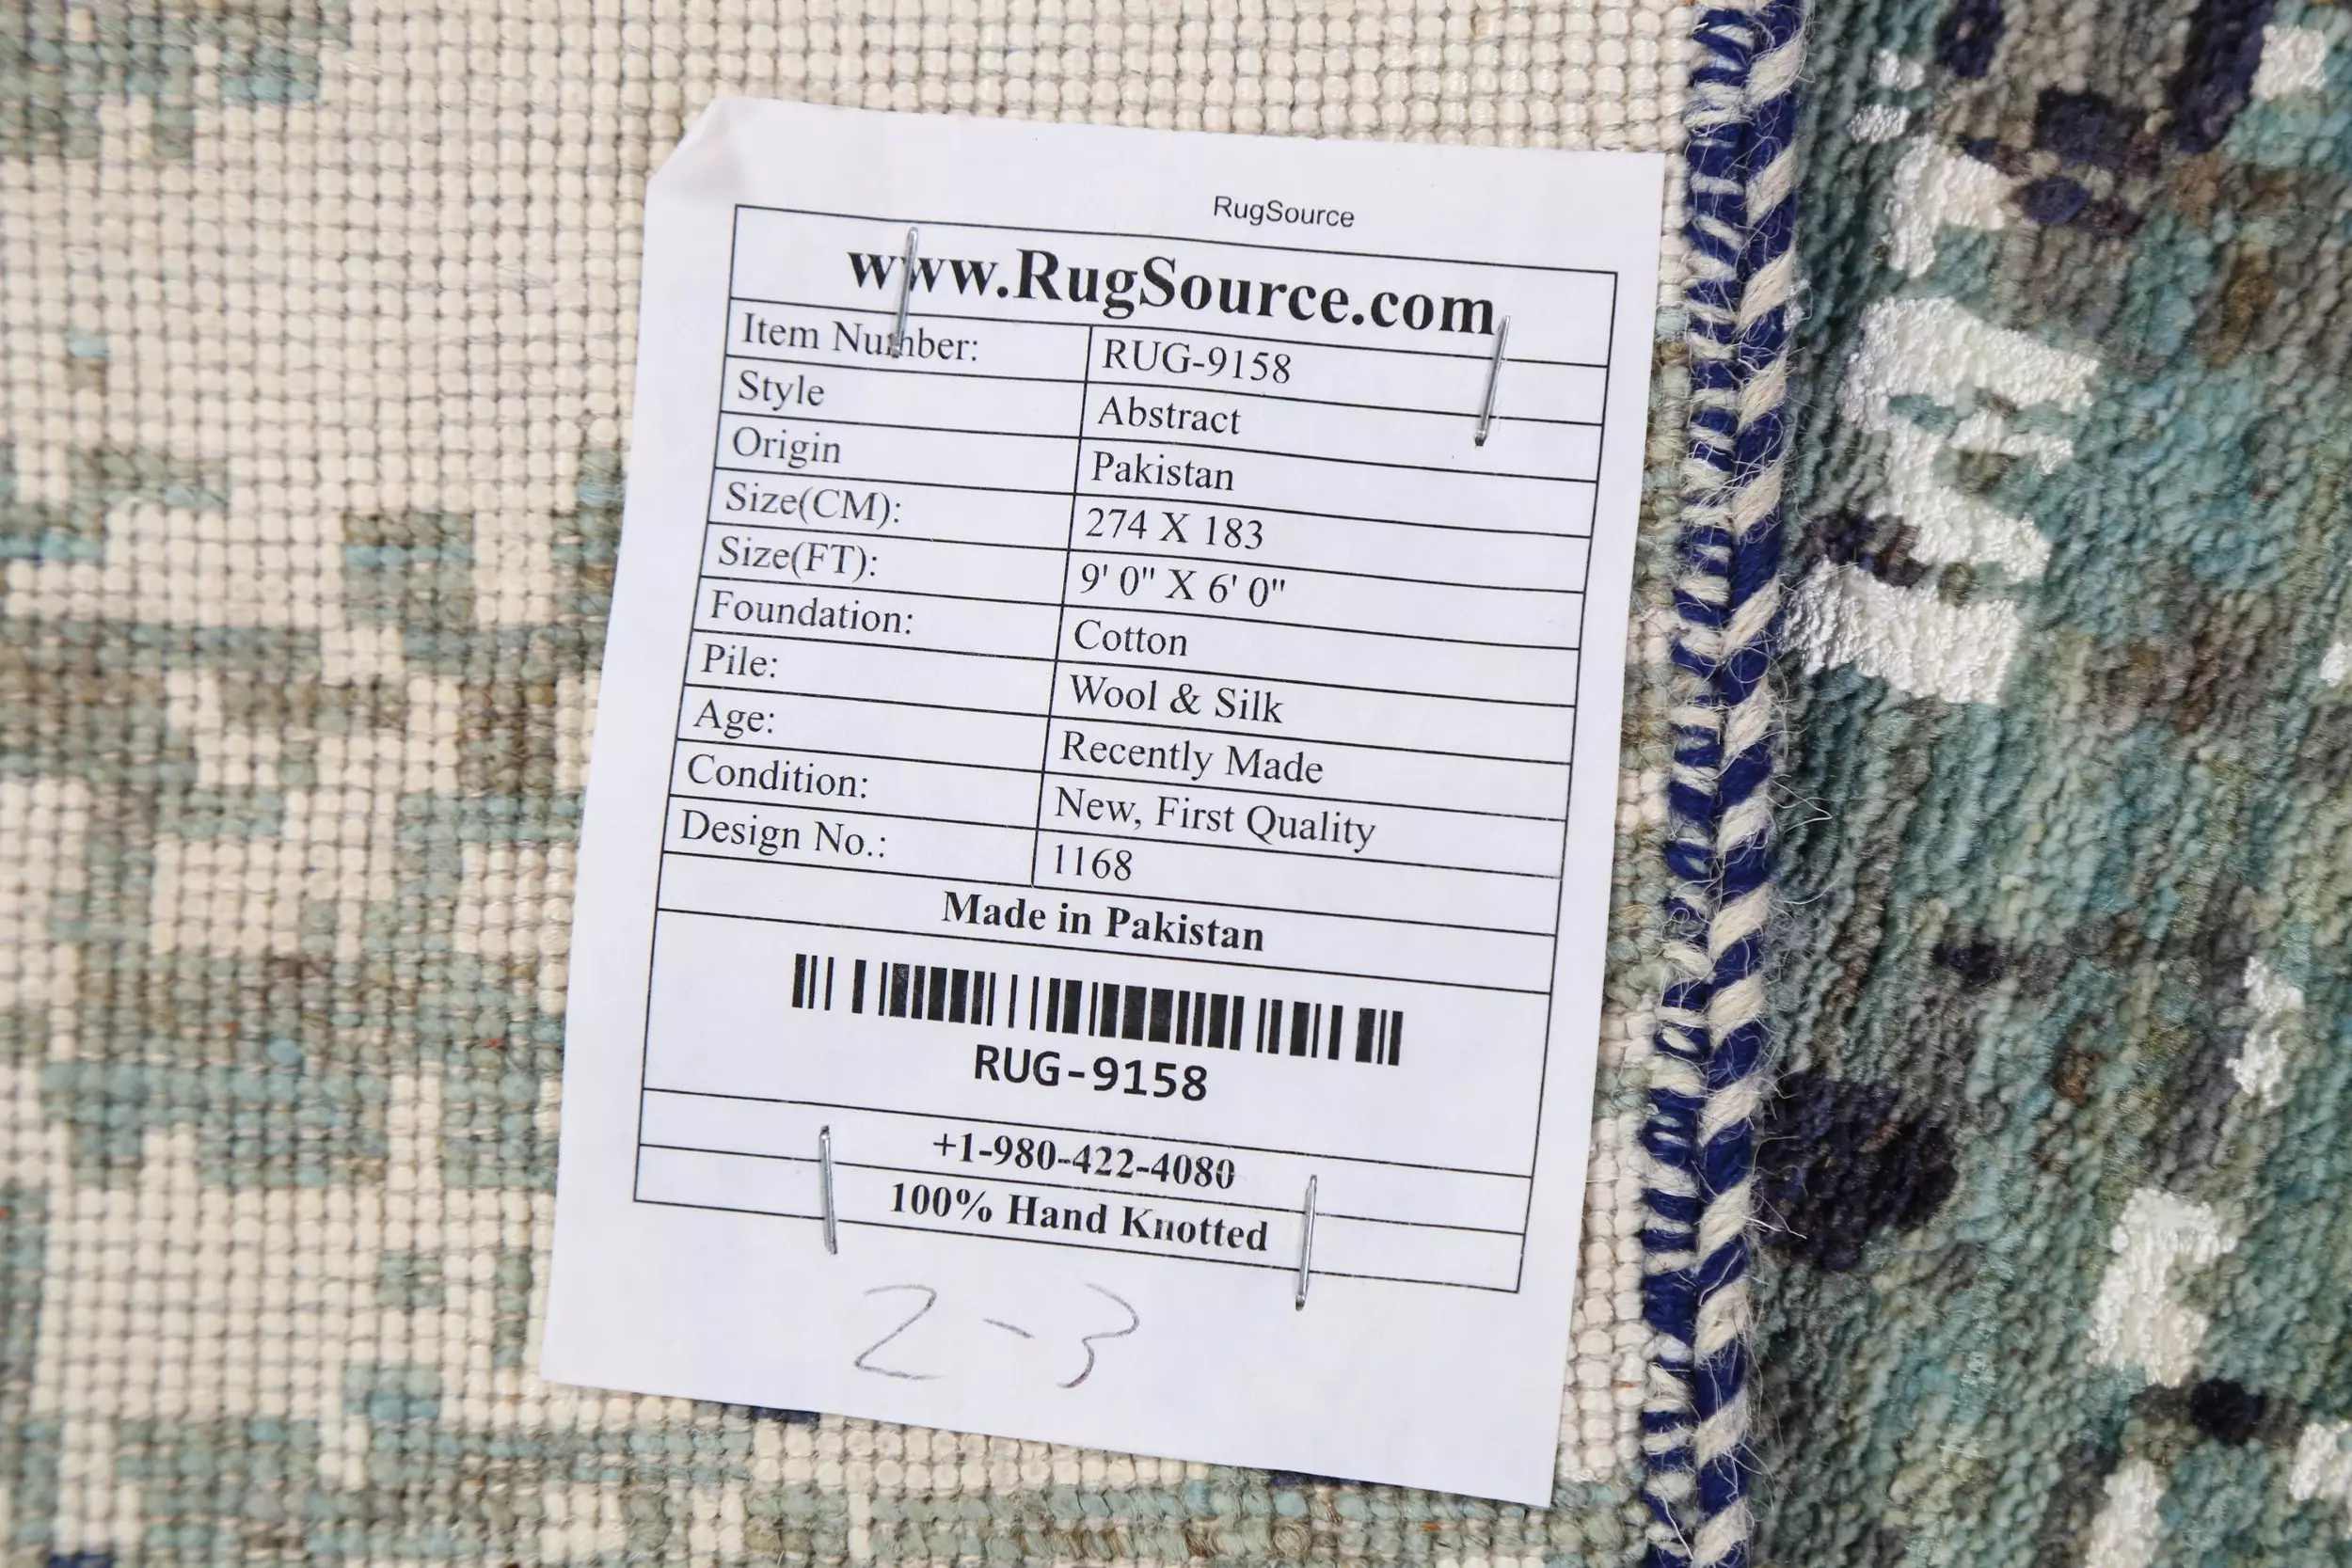 RugSource
www.RugSource.com
Item Number: RUG-9158
Style Abstract
Origin Pakistan
Size(CM): 274 X 183
Size(FT): 9' 0" X 6' 0"
Foundation: Cotton
Pile: Wool & Silk
Age: Recently Made
Condition: New, First Quality
Design No.: 1168
Made in Pakistan
RUG-9158
+1-980-422-4080
100% Hand Knotted
2-3